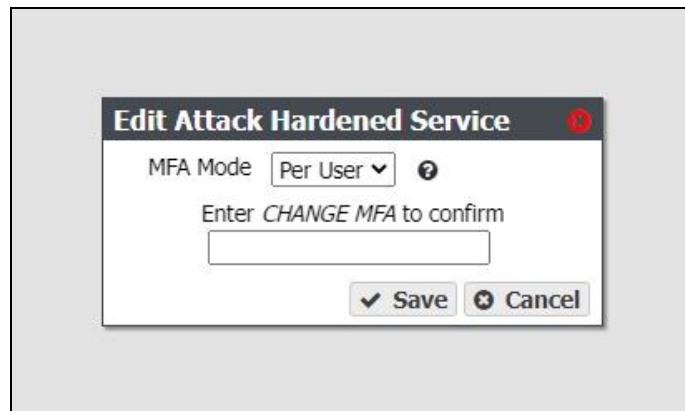 Edit Attack Hardened Service
MFA Mode Per User
Enter CHANGE MFA to confirm
Save Cancel